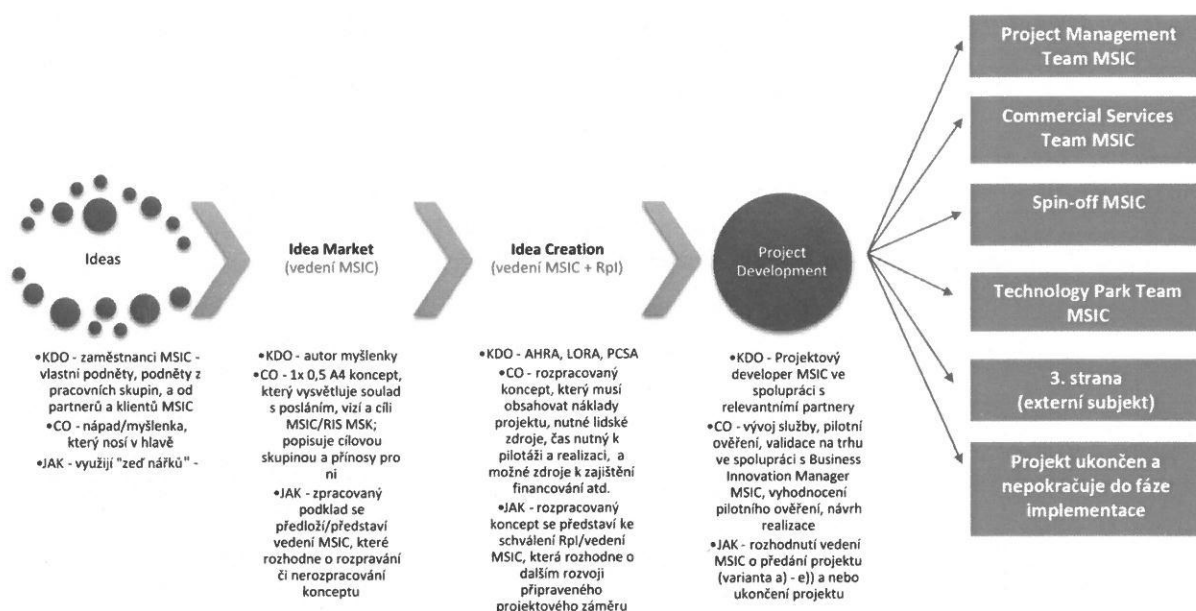 Ideas
•KDO - zaměstnanci MSIC -
vlastní podněty, podněty z
pracovních skupin, a od
partnerů a klientů MSIC
•CO - nápad/myšlenka,
který nosí v hlavě
•JAK - využijí "zeď nářků" -
Idea Market
(vedení MSIC)
•KDO - autor myšlenky
•CO - 1x 0,5 A4 koncept,
který vysvětluje soulad
s posláním, vizí a cíli
MSIC/RIS MSK;
popisuje cílovou
skupinou a přínosy pro
ni
•JAK - zpracovaný
podklad se
předloží/představí
vedení MSIC, které
rozhodne o rozpravání
či nerozpracování
konceptu
Idea Creation
(vedení MSIC + RpI)
•KDO - AHRA, LORA, PCSA
•CO - rozpracovaný
koncept, který musí
obsahovat náklady
projektu, nutné lidské
zdroje, čas nutný k
pilotáži a realizaci,  a
možné zdroje k zajištění
financování atd.
•JAK - rozpracovaný
koncept se představí ke
schválení RpI/vedení
MSIC, která rozhodne o
dalším rozvoji
připraveného
projektového záměru
Project
Development
•KDO - Projektový
developer MSIC ve
spolupráci s
relevantními partnery
•CO - vývoj služby, pilotní
ověření, validace na trhu
ve spolupráci s Business
Innovation Manager
MSIC, vyhodnocení
pilotního ověření, návrh
realizace
•JAK - rozhodnutí vedení
MSIC o předání projektu
(varianta a) - e)) a nebo
ukončení projektu
Project Management
Team MSIC
Commercial Services
Team MSIC
Spin-off MSIC
Technology Park Team
MSIC
3. strana
(externí subjekt)
Projekt ukončen a
nepokračuje do fáze
implementace